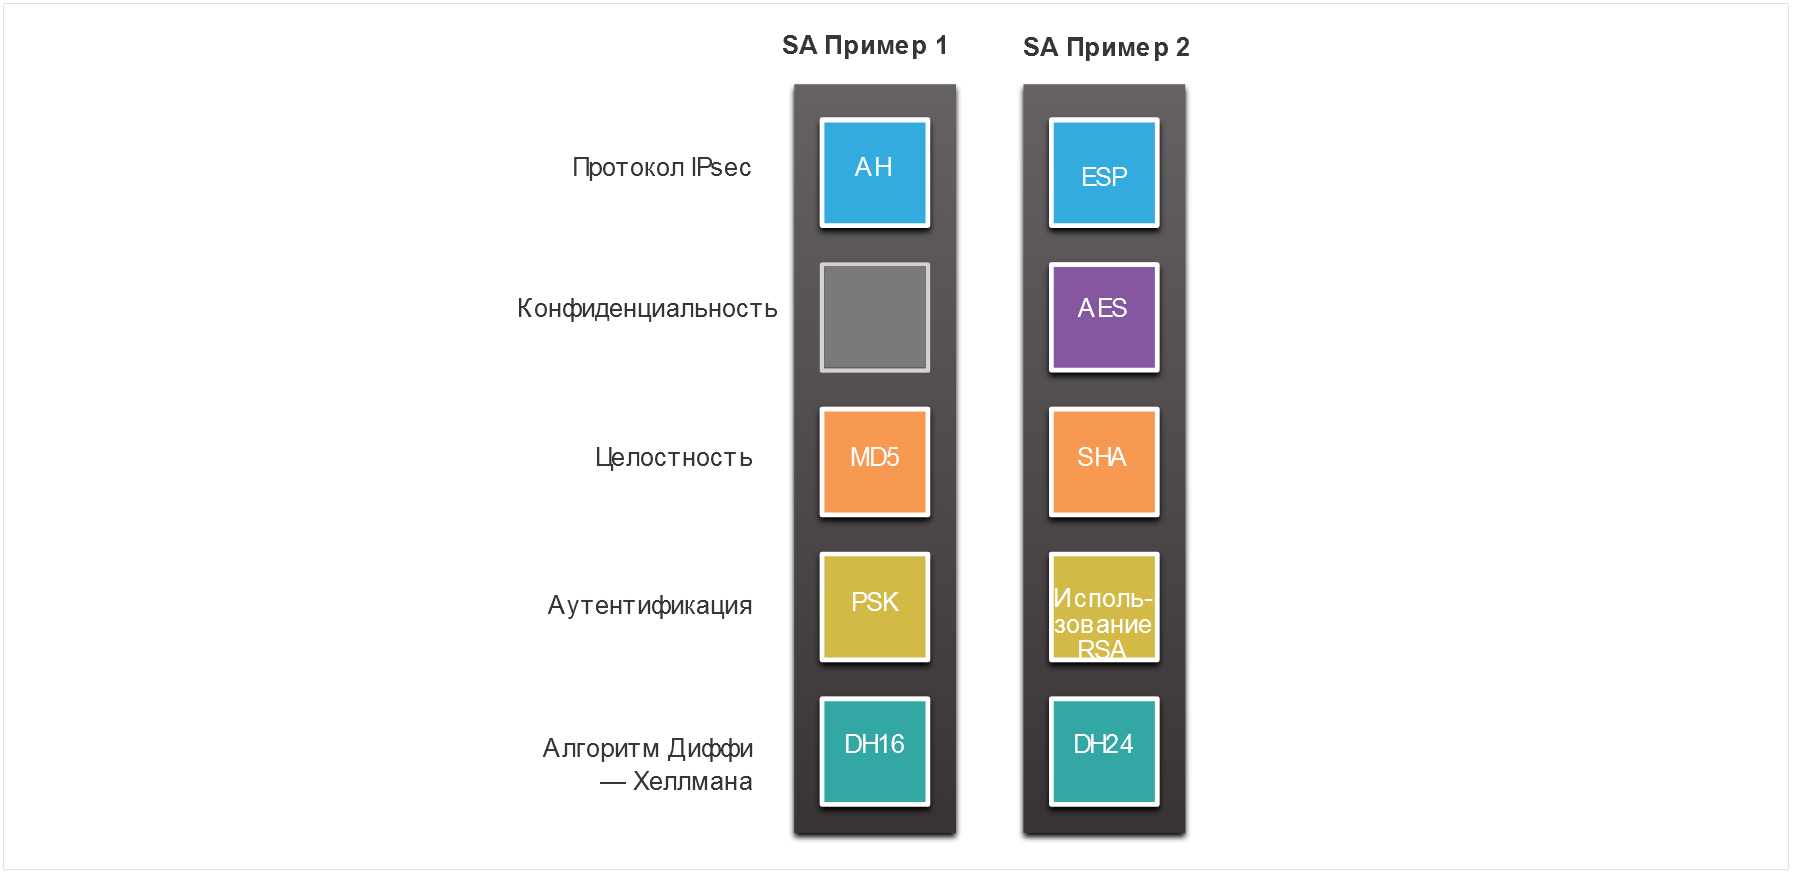 SA Пример 1
SA Пример 2
Протокол IPsec
AH
ESP
Конфиденциальность
AES
Целостность
MD5
SHA
Аутентификация
PSK
Исполь-
зование
RSA
Алгоритм Диффи
— Хеллмана
DH16
DH24